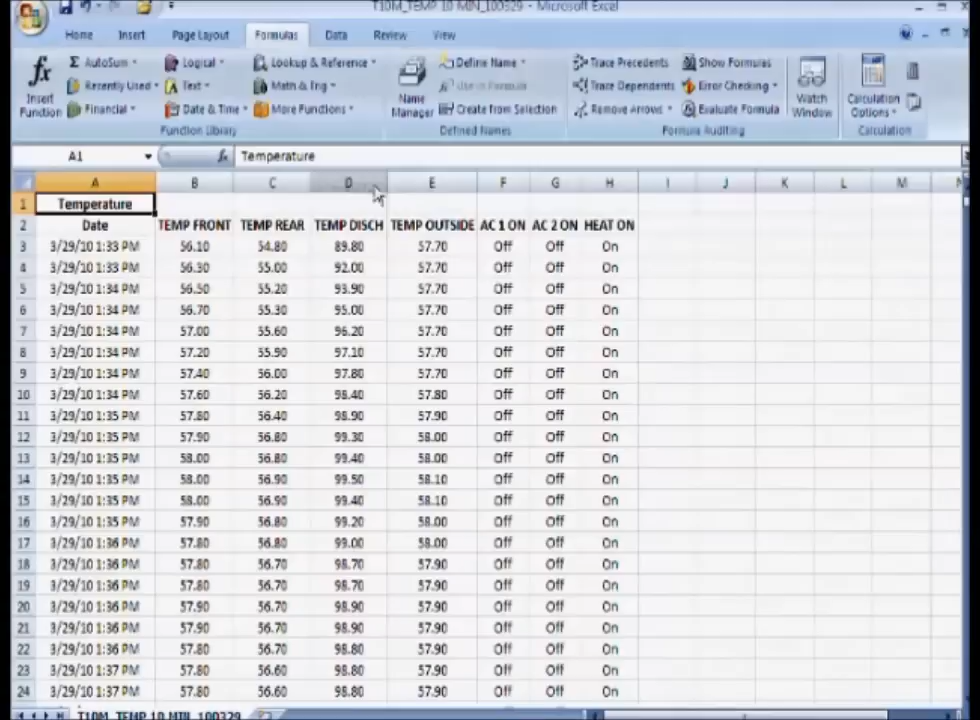 T10M_TEMP 10 MIN_100329 - Microsoft Excel
Home Insert Page Layout Formulas Data Review View
fx Insert Function
Σ AutoSum
Recently Used
Financial
Logical
Text
Date & Time
Lookup & Reference
Math & Trig
More Functions
Function Library
Name Manager
Define Name
Use in Formula
Create from Selection
Defined Names
Trace Precedents
Trace Dependents
Remove Arrows
Show Formulas
Error Checking
Evaluate Formula
Formula Auditing
Watch Window
Calculation Options
Calculation
A1 fx Temperature
A B C D E F G H I J K L M N
1 Temperature
2 Date TEMP FRONT TEMP REAR TEMP DISCH TEMP OUTSIDE AC 1 ON AC 2 ON HEAT ON
3 3/29/10 1:33 PM 56.10 54.80 89.80 57.70 Off Off On
4 3/29/10 1:33 PM 56.30 55.00 92.00 57.70 Off Off On
5 3/29/10 1:34 PM 56.50 55.20 93.90 57.70 Off Off On
6 3/29/10 1:34 PM 56.70 55.30 95.00 57.70 Off Off On
7 3/29/10 1:34 PM 57.00 55.60 96.20 57.70 Off Off On
8 3/29/10 1:34 PM 57.20 55.90 97.10 57.70 Off Off On
9 3/29/10 1:34 PM 57.40 56.00 97.80 57.70 Off Off On
10 3/29/10 1:34 PM 57.60 56.20 98.40 57.80 Off Off On
11 3/29/10 1:35 PM 57.80 56.40 98.90 57.90 Off Off On
12 3/29/10 1:35 PM 57.90 56.80 99.30 58.00 Off Off On
13 3/29/10 1:35 PM 58.00 56.80 99.40 58.00 Off Off On
14 3/29/10 1:35 PM 58.00 56.90 99.50 58.10 Off Off On
15 3/29/10 1:35 PM 58.00 56.90 99.40 58.10 Off Off On
16 3/29/10 1:35 PM 57.90 56.80 99.20 58.00 Off Off On
17 3/29/10 1:36 PM 57.80 56.80 99.00 58.00 Off Off On
18 3/29/10 1:36 PM 57.80 56.70 98.70 57.90 Off Off On
19 3/29/10 1:36 PM 57.80 56.70 98.70 57.90 Off Off On
20 3/29/10 1:36 PM 57.90 56.70 98.90 57.90 Off Off On
21 3/29/10 1:36 PM 57.90 56.70 98.90 57.90 Off Off On
22 3/29/10 1:36 PM 57.80 56.70 98.80 57.90 Off Off On
23 3/29/10 1:37 PM 57.80 56.60 98.80 57.90 Off Off On
24 3/29/10 1:37 PM 57.80 56.60 98.80 57.90 Off Off On
T10M_TEMP 10 MIN_100329